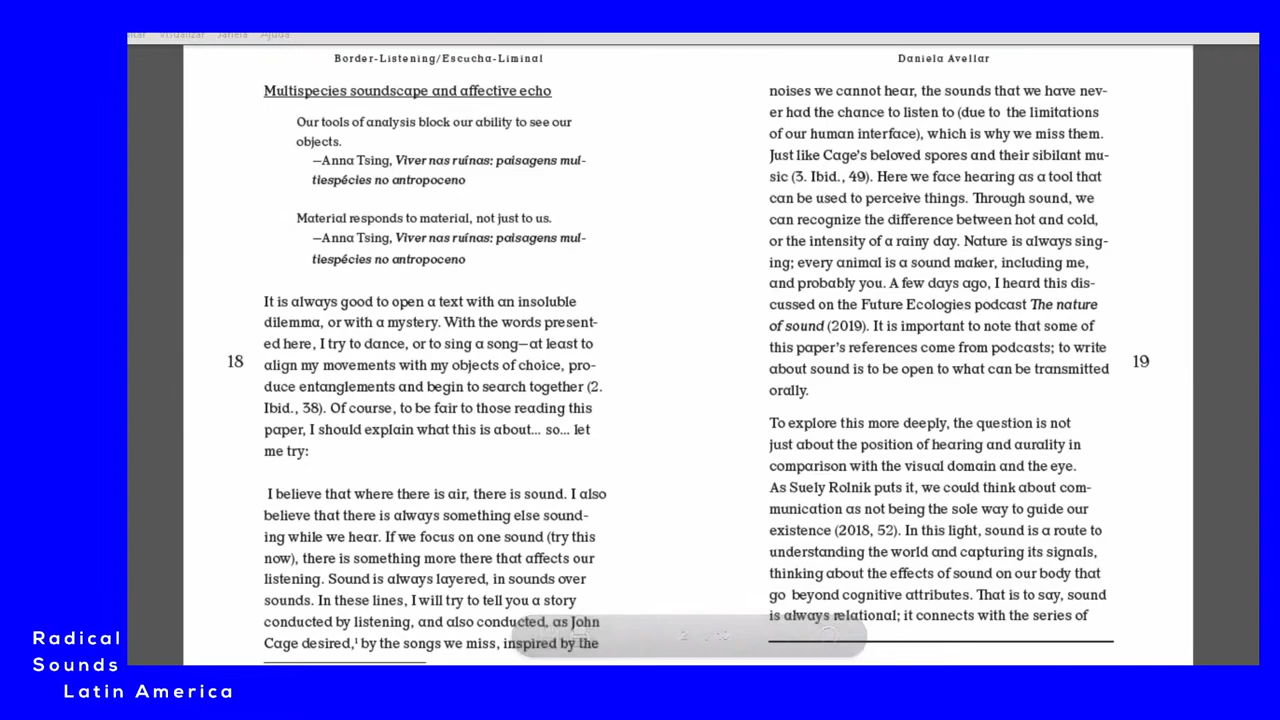 Visualizar Janela Ajuda
Border-Listening/Escucha-Liminal
Multispecies soundscape and affective echo
Our tools of analysis block our ability to see our
objects.
—Anna Tsing, Viver nas ruínas: paisagens mul-
tiespécies no antropoceno
Material responds to material, not just to us.
—Anna Tsing, Viver nas ruínas: paisagens mul-
tiespécies no antropoceno
It is always good to open a text with an insoluble
dilemma, or with a mystery. With the words present-
ed here, I try to dance, or to sing a song—at least to
18
align my movements with my objects of choice, pro-
duce entanglements and begin to search together (2.
Ibid., 38). Of course, to be fair to those reading this
paper, I should explain what this is about... so... let
me try:
I believe that where there is air, there is sound. I also
believe that there is always something else sound-
ing while we hear. If we focus on one sound (try this
now), there is something more there that affects our
listening. Sound is always layered, in sounds over
sounds. In these lines, I will try to tell you a story
conducted by listening, and also conducted, as John
Cage desired,¹ by the songs we miss, inspired by the
Daniela Avellar
noises we cannot hear, the sounds that we have nev-
er had the chance to listen to (due to the limitations
of our human interface), which is why we miss them.
Just like Cage's beloved spores and their sibilant mu-
sic (3. Ibid., 49). Here we face hearing as a tool that
can be used to perceive things. Through sound, we
can recognize the difference between hot and cold,
or the intensity of a rainy day. Nature is always sing-
ing; every animal is a sound maker, including me,
and probably you. A few days ago, I heard this dis-
cussed on the Future Ecologies podcast The nature
of sound (2019). It is important to note that some of
this paper's references come from podcasts; to write
19
about sound is to be open to what can be transmitted
orally.
To explore this more deeply, the question is not
just about the position of hearing and aurality in
comparison with the visual domain and the eye.
As Suely Rolnik puts it, we could think about com-
munication as not being the sole way to guide our
existence (2018, 52). In this light, sound is a route to
understanding the world and capturing its signals,
thinking about the effects of sound on our body that
go beyond cognitive attributes. That is to say, sound
is always relational; it connects with the series of
Radical
Sounds
Latin America